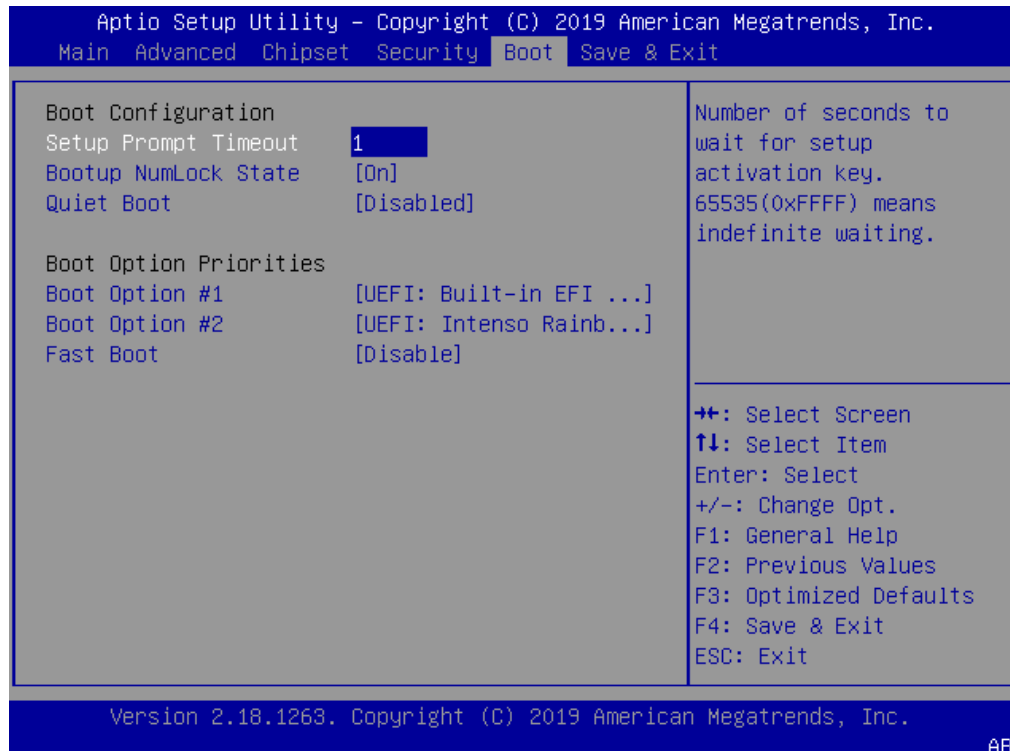 Aptio Setup Utility – Copyright (C) 2019 American Megatrends, Inc.
Main Advanced Chipset Security Boot Save & Exit
Boot Configuration
Setup Prompt Timeout 1
Bootup NumLock State [On]
Quiet Boot [Disabled]
Boot Option Priorities
Boot Option #1 [UEFI: Built-in EFI ...]
Boot Option #2 [UEFI: Intenso Rainb...]
Fast Boot [Disable]
Number of seconds to
wait for setup
activation key.
65535(0xFFFF) means
indefinite waiting.
→←: Select Screen
↑↓: Select Item
Enter: Select
+/-: Change Opt.
F1: General Help
F2: Previous Values
F3: Optimized Defaults
F4: Save & Exit
ESC: Exit
Version 2.18.1263. Copyright (C) 2019 American Megatrends, Inc.